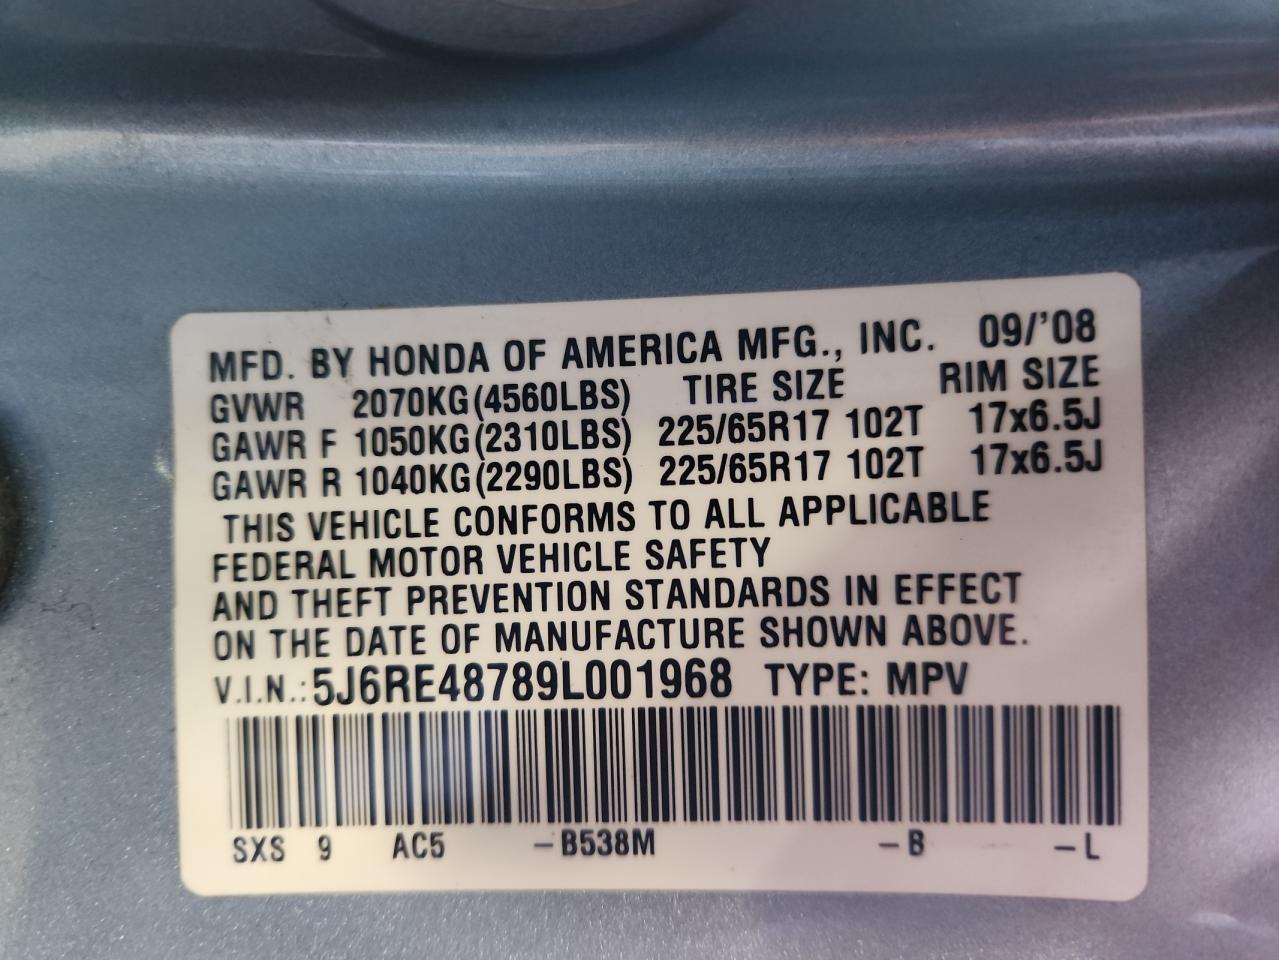 MFD. BY HONDA OF AMERICA MFG., INC. 09/'08
GVWR 2070KG(4560LBS) TIRE SIZE RIM SIZE
GAWR F 1050KG(2310LBS) 225/65R17 102T 17x6.5J
GAWR R 1040KG(2290LBS) 225/65R17 102T 17x6.5J
THIS VEHICLE CONFORMS TO ALL APPLICABLE
FEDERAL MOTOR VEHICLE SAFETY
AND THEFT PREVENTION STANDARDS IN EFFECT
ON THE DATE OF MANUFACTURE SHOWN ABOVE.
V.I.N.: 5J6RE48789L001968 TYPE: MPV
SXS 9 AC5 -B538M -B -L